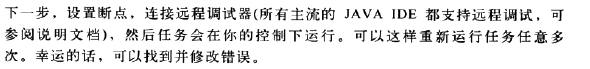 下一步，设置断点，连接远程调试器(所有主流的 JAVA IDE 都支持远程调试，可
参阅说明文档)，然后任务会在你的控制下运行。可以这样重新运行任务任意多
次。幸运的话，可以找到并修改错误。